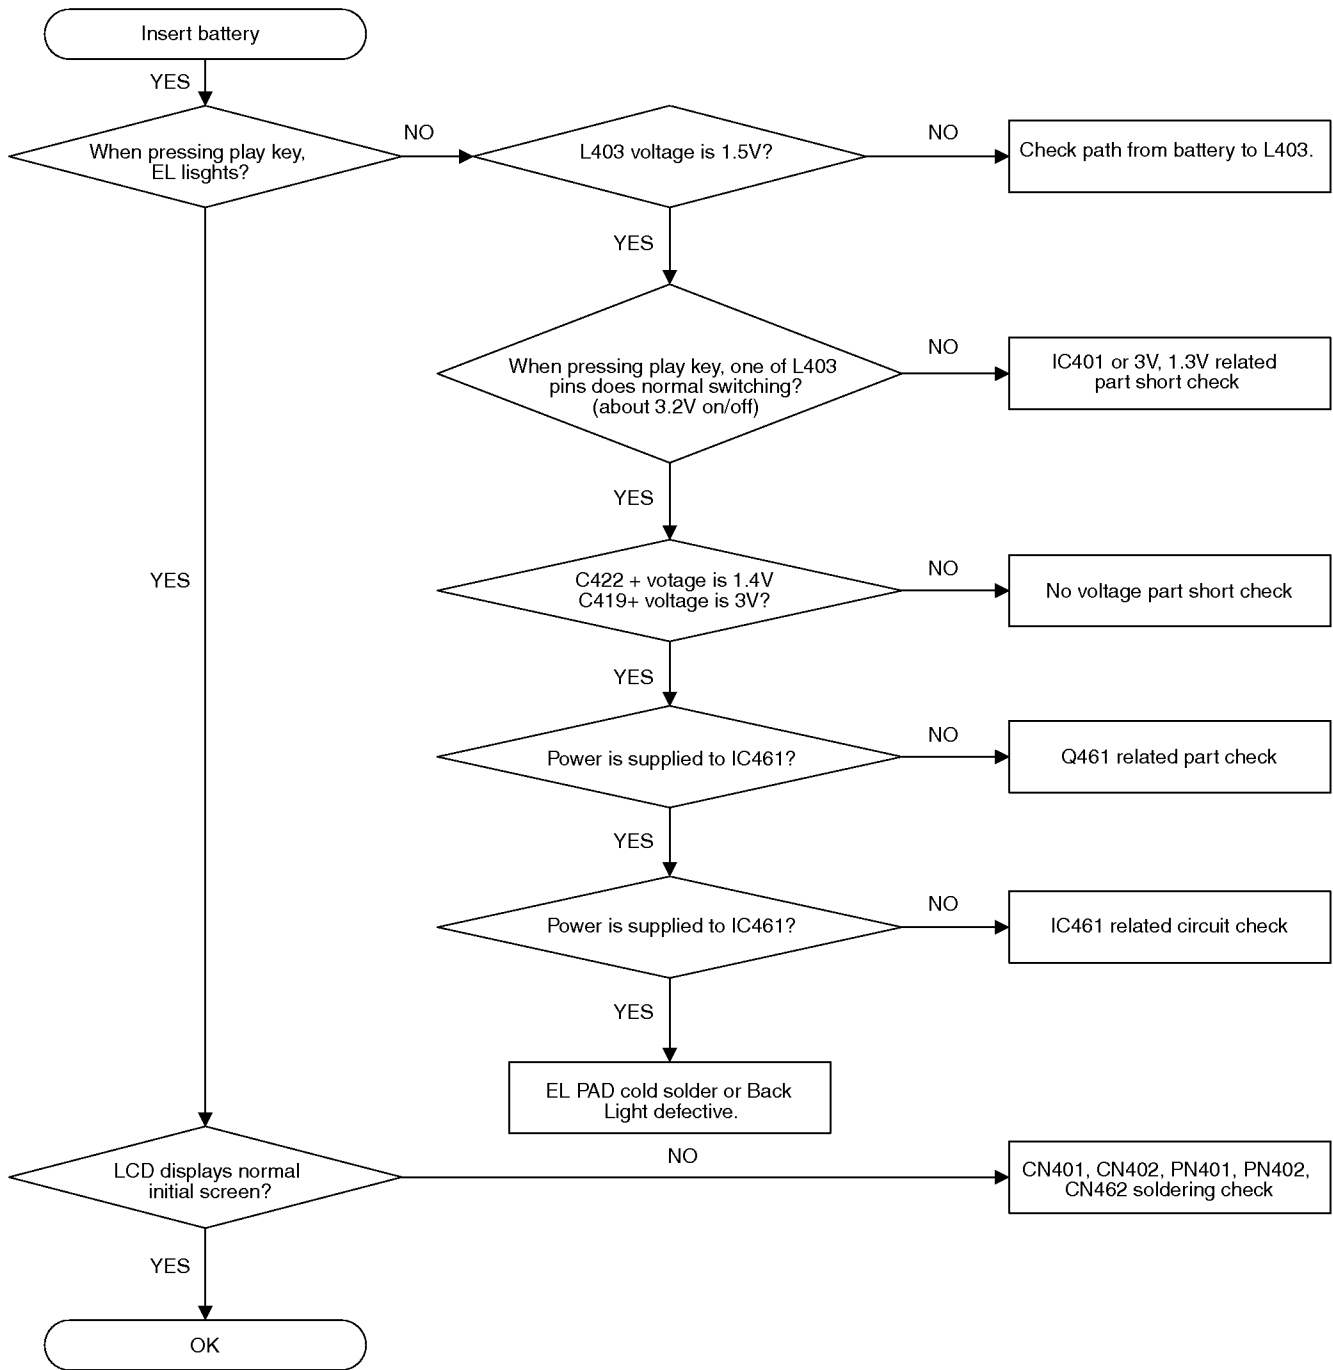 Insert battery
YES
When pressing play key,
EL lisghts?
NO
L403 voltage is 1.5V?
NO
Check path from battery to L403.
YES
When pressing play key, one of L403
pins does normal switching?
(about 3.2V on/off)
NO
IC401 or 3V, 1.3V related
part short check
YES
YES
C422 + votage is 1.4V
C419+ voltage is 3V?
NO
No voltage part short check
YES
Power is supplied to IC461?
NO
Q461 related part check
YES
Power is supplied to IC461?
NO
IC461 related circuit check
YES
EL PAD cold solder or Back
Light defective.
LCD displays normal
initial screen?
NO
CN401, CN402, PN401, PN402,
CN462 soldering check
YES
OK